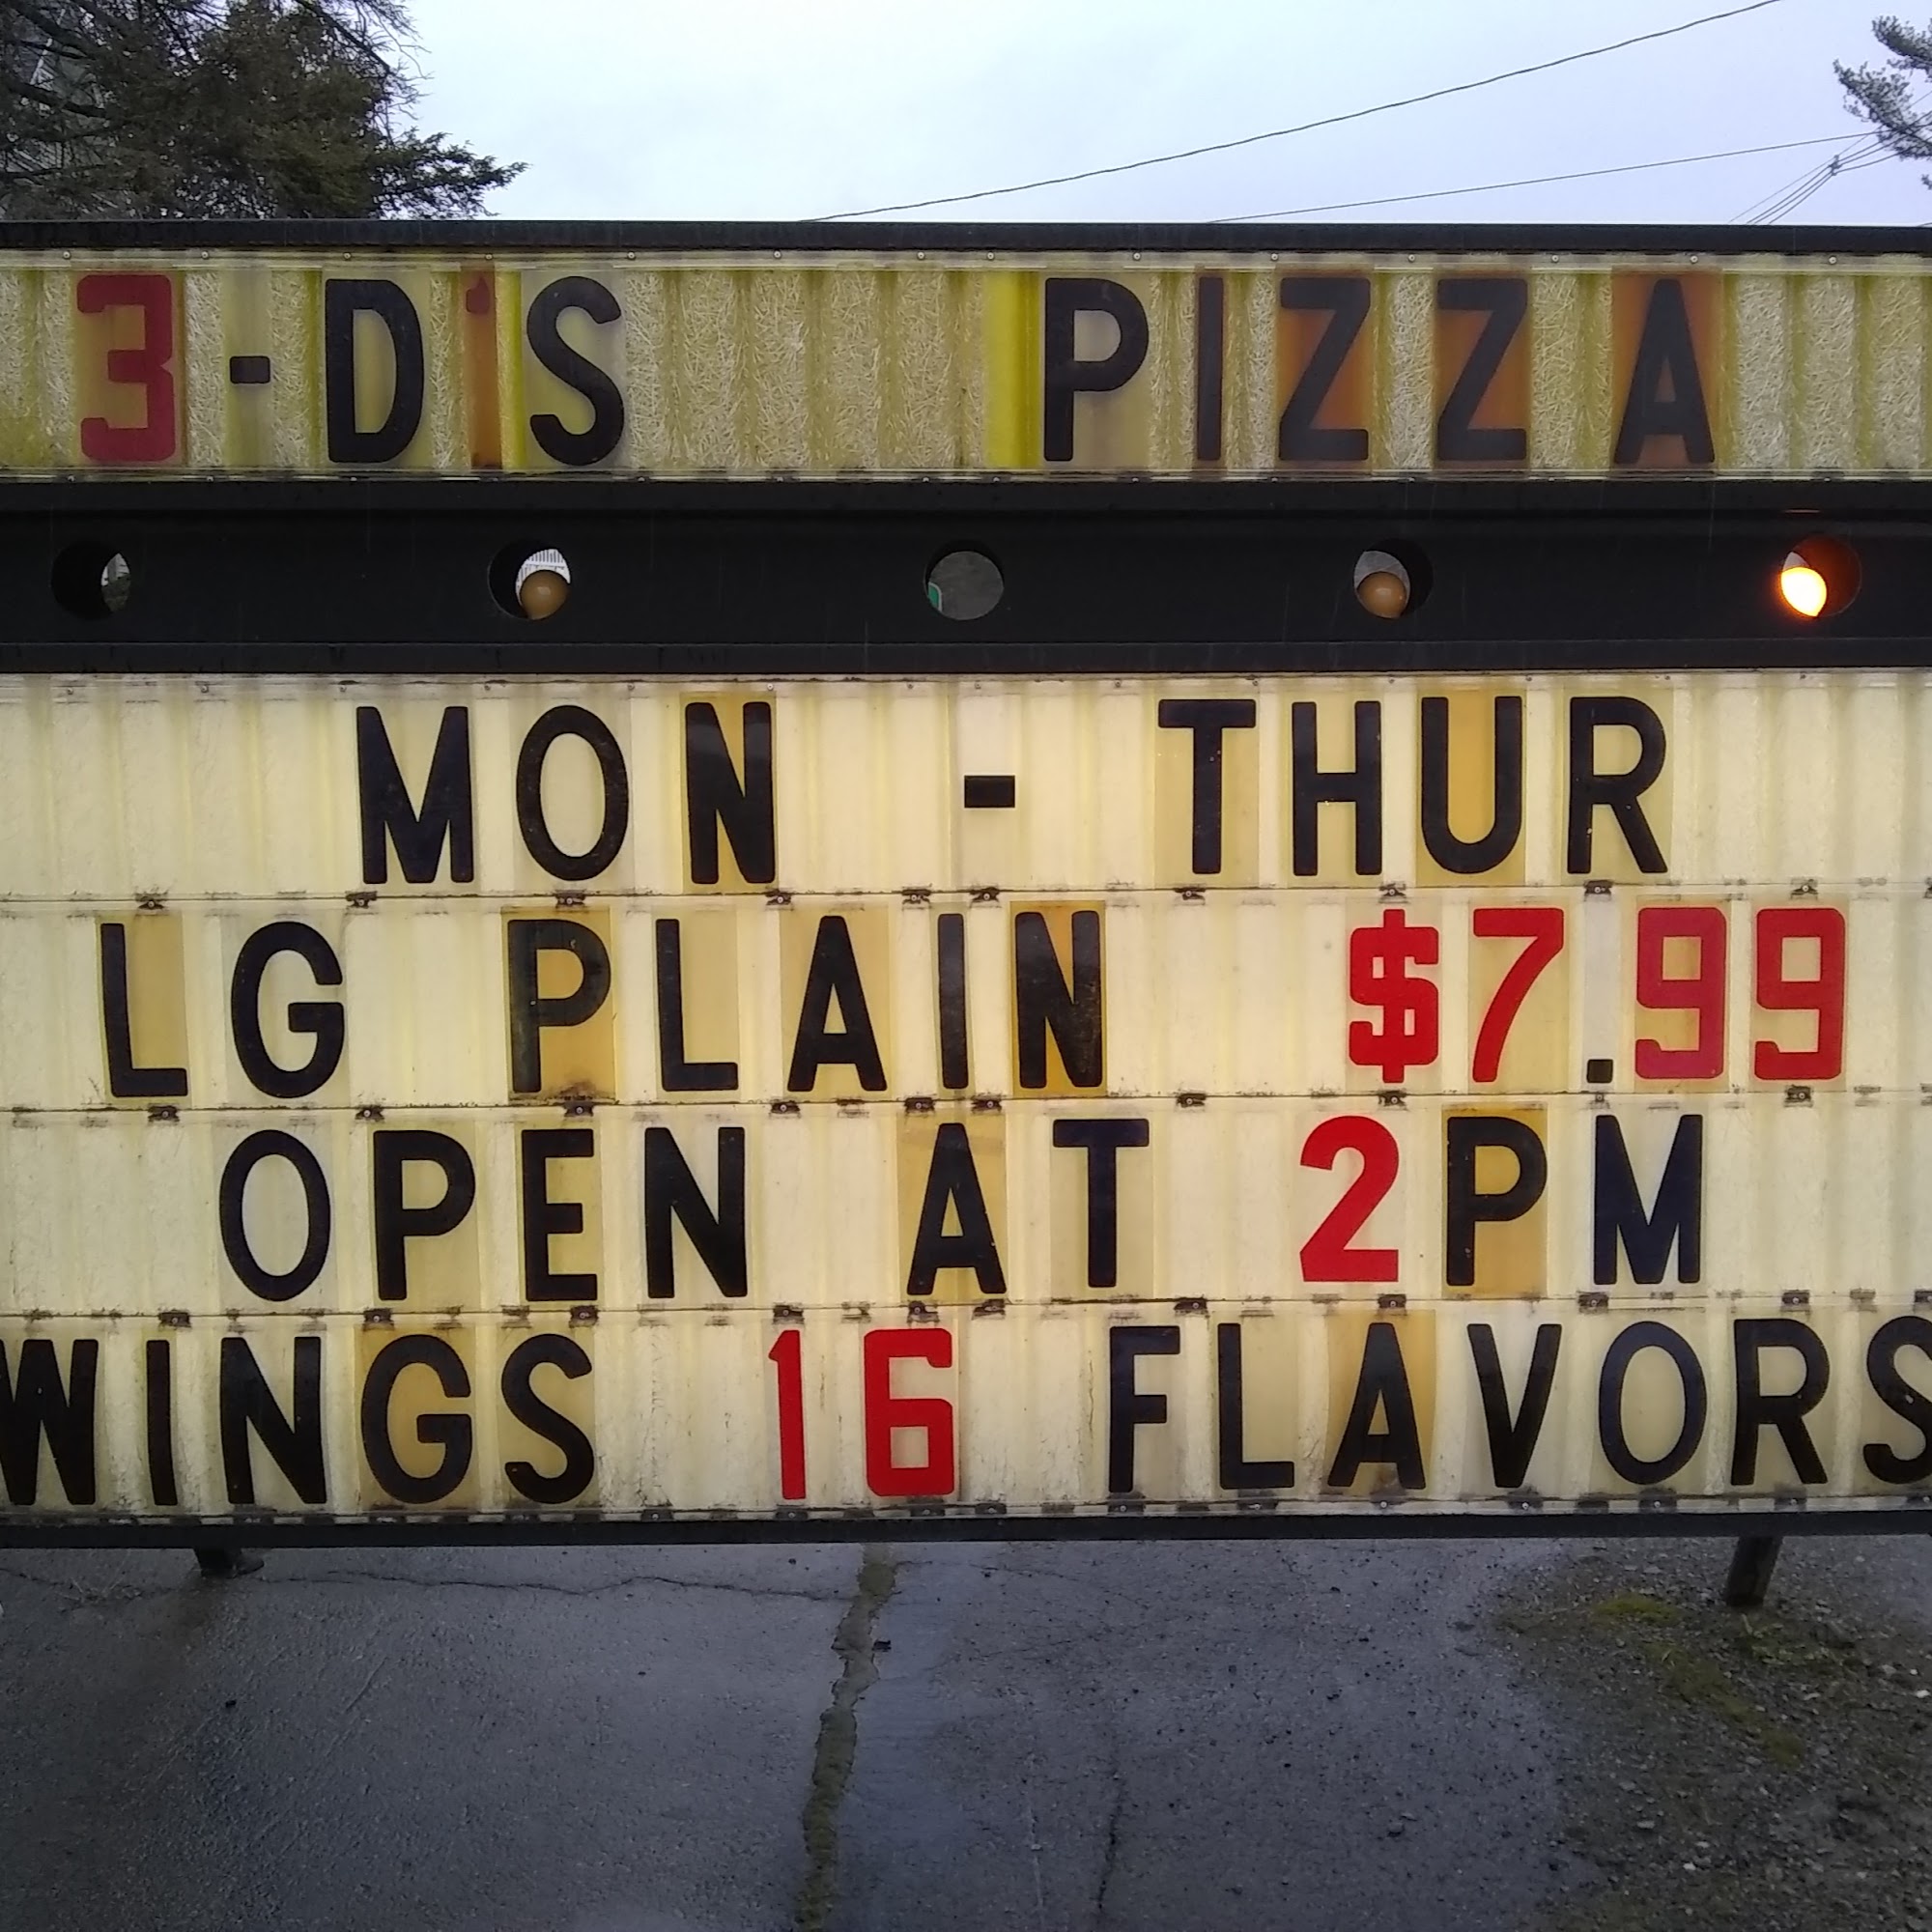 3-D'S PIZZA
MON - THUR
LG PLAIN $7.99
OPEN AT 2PM
WINGS 16 FLAVORS